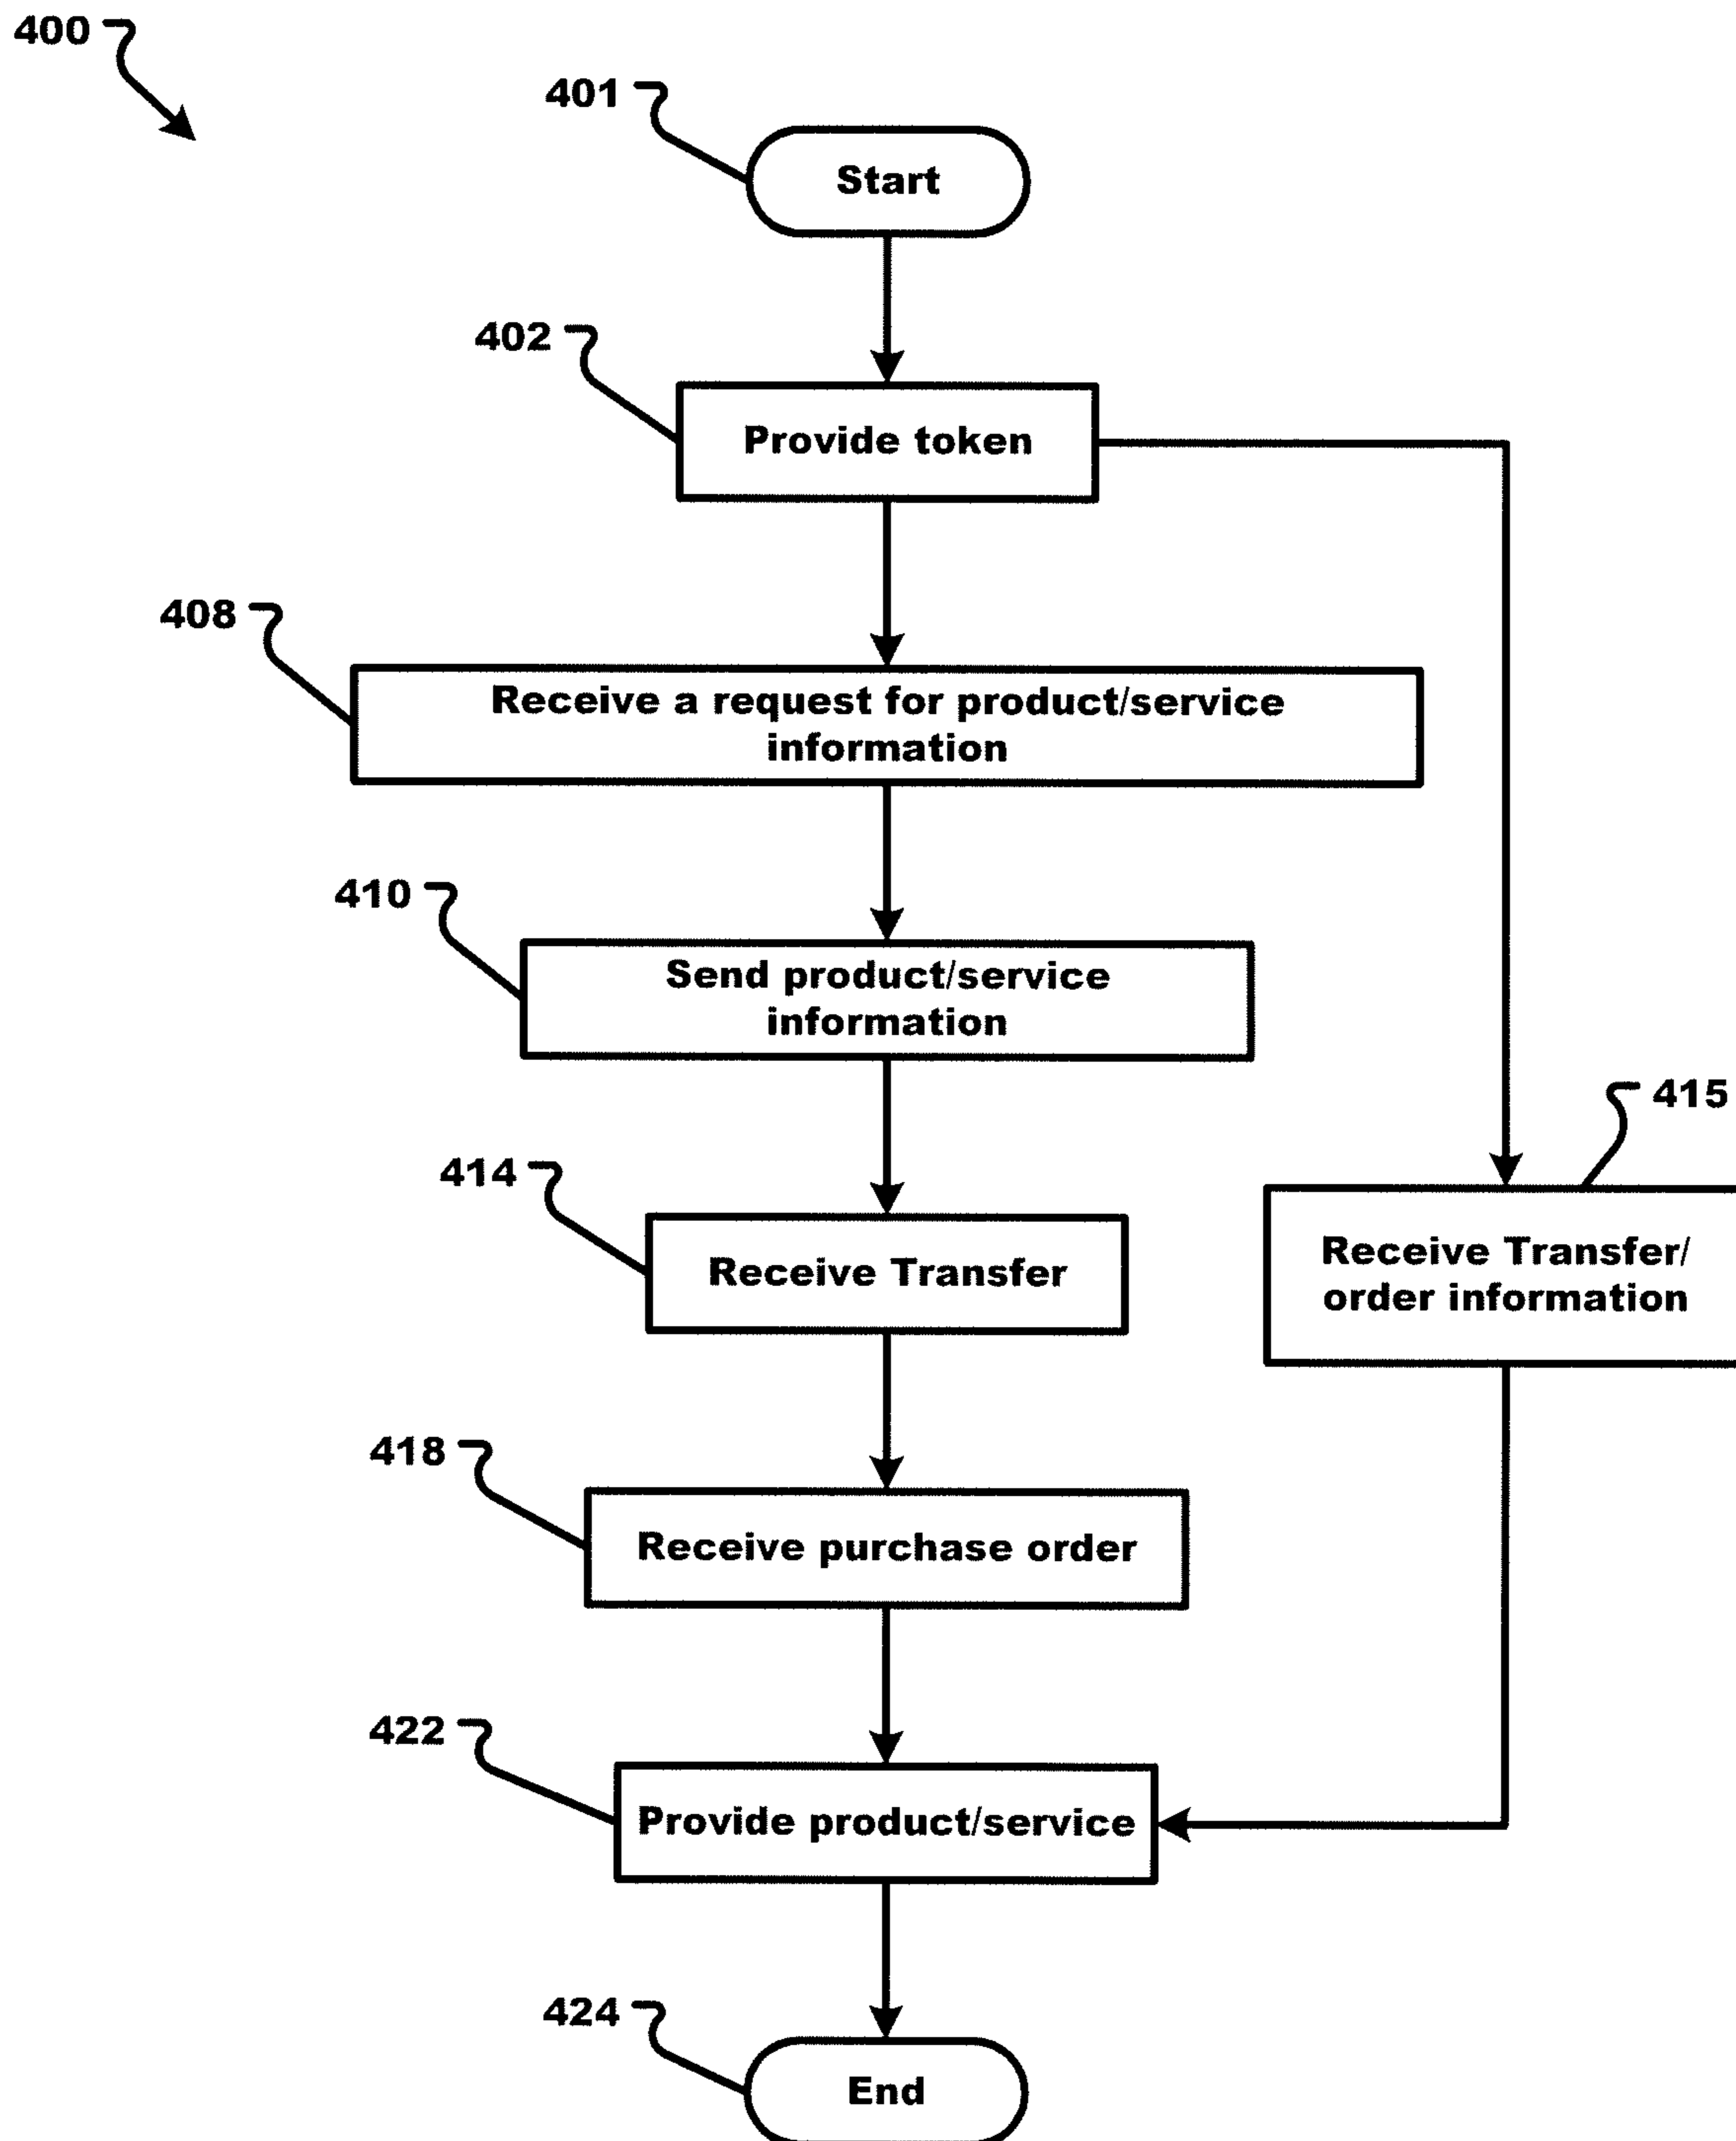 400
401
Start
402
Provide token
408
Receive a request for product/service
information
410
Send product/service
information
415
414
Receive Transfer
Receive Transfer/
order information
418
Receive purchase order
422
Provide product/service
424
End